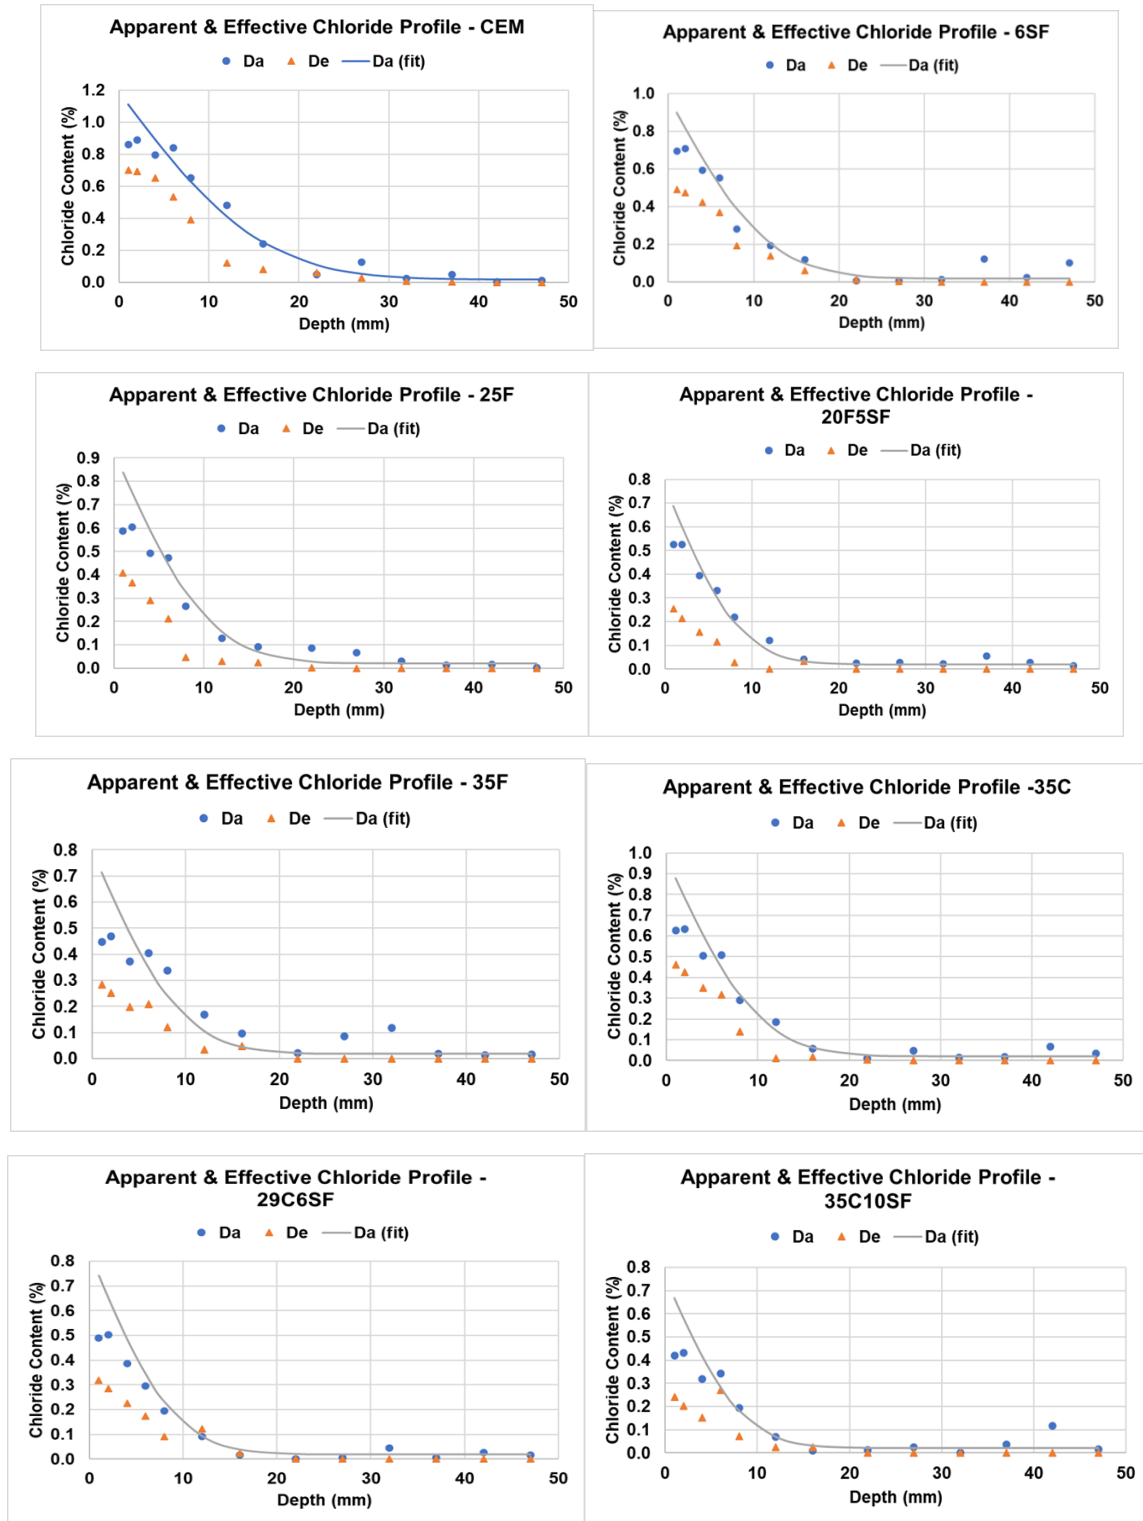 Apparent & Effective Chloride Profile - CEM
Da De Da (fit)
Chloride Content (%)
1.2
1.0
0.8
0.6
0.4
0.2
0.0
0 10 20 30 40 50
Depth (mm)
Apparent & Effective Chloride Profile - 6SF
Da De Da (fit)
Chloride Content (%)
1.0
0.8
0.6
0.4
0.2
0.0
0 10 20 30 40 50
Depth (mm)
Apparent & Effective Chloride Profile - 25F
Da De Da (fit)
Chloride Content (%)
0.9
0.8
0.7
0.6
0.5
0.4
0.3
0.2
0.1
0.0
0 10 20 30 40 50
Depth (mm)
Apparent & Effective Chloride Profile -
20F5SF
Da De Da (fit)
Chloride Content (%)
0.8
0.7
0.6
0.5
0.4
0.3
0.2
0.1
0.0
0 10 20 30 40 50
Depth (mm)
Apparent & Effective Chloride Profile - 35F
Da De Da (fit)
Chloride Content (%)
0.8
0.7
0.6
0.5
0.4
0.3
0.2
0.1
0.0
0 10 20 30 40 50
Depth (mm)
Apparent & Effective Chloride Profile -35C
Da De Da (fit)
Chloride Content (%)
1.0
0.9
0.8
0.7
0.6
0.5
0.4
0.3
0.2
0.1
0.0
0 10 20 30 40 50
Depth (mm)
Apparent & Effective Chloride Profile -
29C6SF
Da De Da (fit)
Chloride Content (%)
0.8
0.7
0.6
0.5
0.4
0.3
0.2
0.1
0.0
0 10 20 30 40 50
Depth (mm)
Apparent & Effective Chloride Profile -
35C10SF
Da De Da (fit)
Chloride Content (%)
0.8
0.7
0.6
0.5
0.4
0.3
0.2
0.1
0.0
0 10 20 30 40 50
Depth (mm)